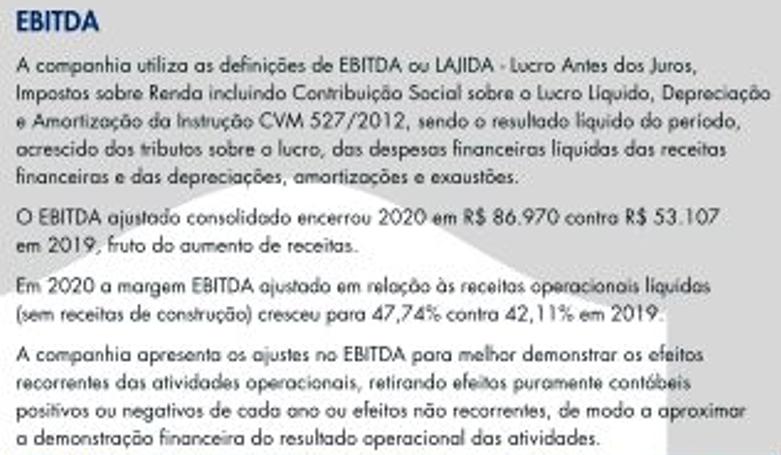 EBITDA
A companhia utiliza as definições de EBITDA ou LAJIDA - Lucro Antes dos Juros,
Impostos sobre Renda incluindo Contribuição Social sobre o Lucro Líquido, Depreciação
e Amortização da Instrução CVM 527/2012, sendo o resultado líquido do período,
acrescido dos tributos sobre o lucro, das despesas financeiras líquidas das receitas
financeiras e das depreciações, amortizações e exaustões.
O EBITDA ajustado consolidado encerrou 2020 em R$ 86.970 contra R$ 53.107
em 2019, fruto do aumento de receitas.
Em 2020 a margem EBITDA ajustada em relação às receitas operacionais líquidas
(sem receitas de construção) cresceu para 47,74% contra 42,11% em 2019.
A companhia apresenta os ajustes no EBITDA para melhor demonstrar os efeitos
recorrentes das atividades operacionais, retirando efeitos puramente contábeis
positivos ou negativos de cada ano ou efeitos não recorrentes, de modo a aproximar
a demonstração financeira do resultado operacional das atividades.